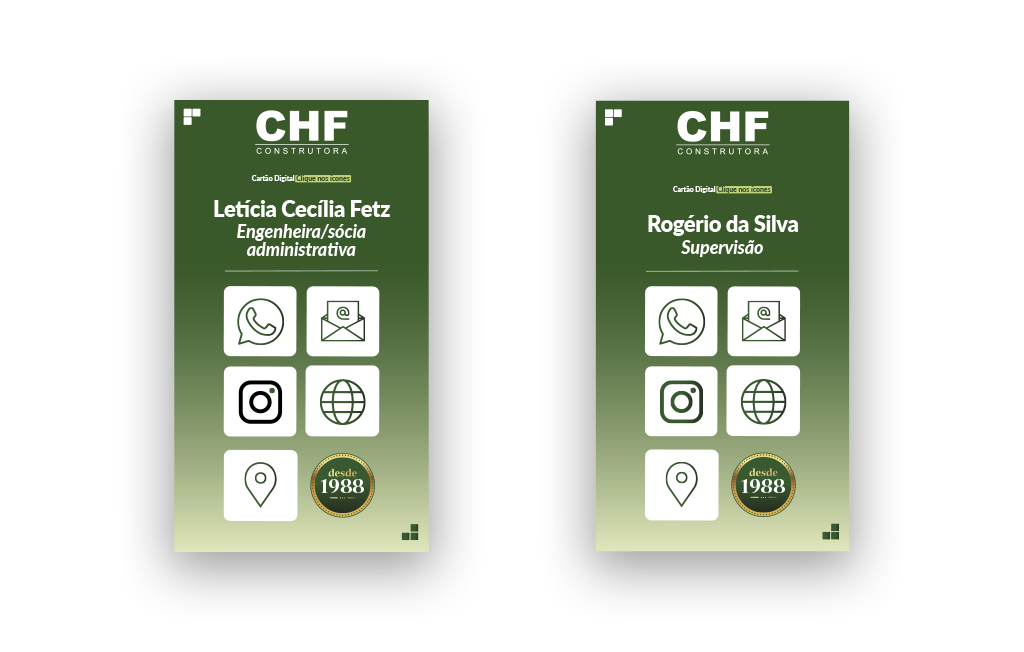 CHF
CONSTRUTORA
Cartão Digital Clique nos ícones
Letícia Cecília Fetz
Engenheira/sócia
administrativa
@
desde
1988
CHF
CONSTRUTORA
Cartão Digital Clique nos ícones
Rogério da Silva
Supervisão
@
desde
1988